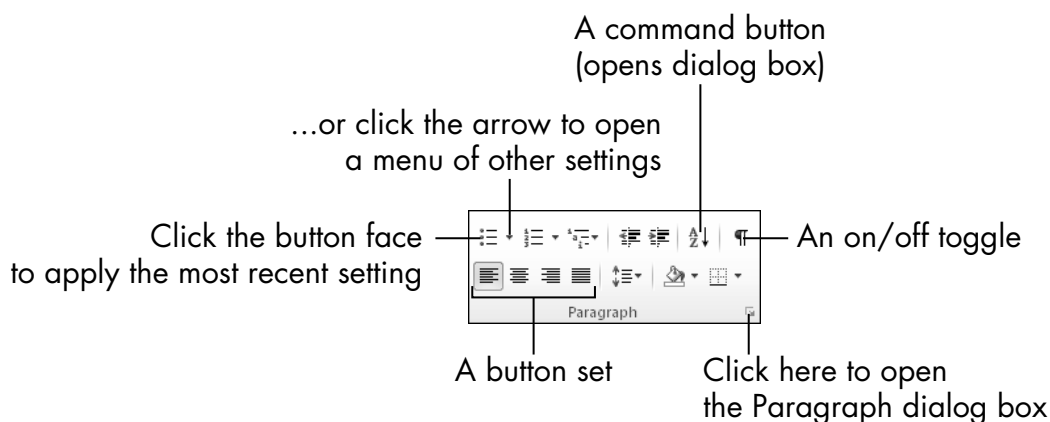 A command button
(opens dialog box)
...or click the arrow to open
a menu of other settings
Click the button face
to apply the most recent setting
An on/off toggle
Paragraph
A button set
Click here to open
the Paragraph dialog box